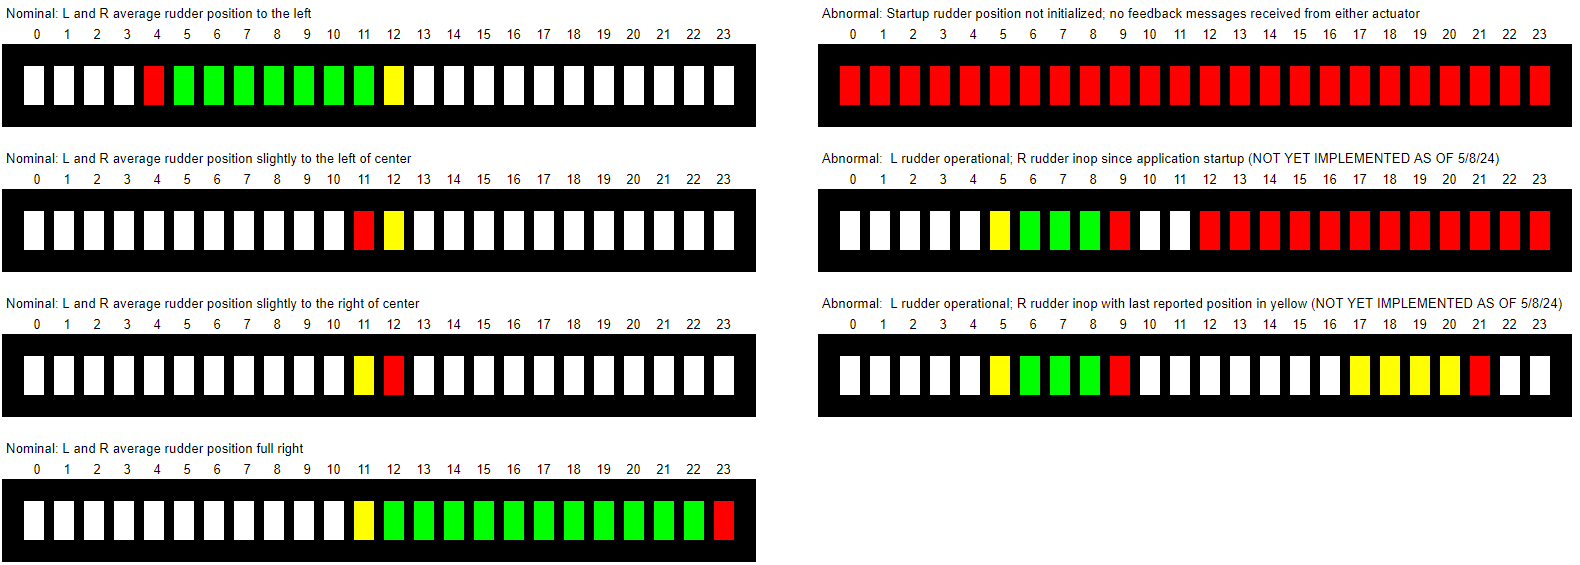 Nominal: L and R average rudder position to the left
0 1 2 3 4 5 6 7 8 9 10 11 12 13 14 15 16 17 18 19 20 21 22 23
Nominal: L and R average rudder position slightly to the left of center
0 1 2 3 4 5 6 7 8 9 10 11 12 13 14 15 16 17 18 19 20 21 22 23
Nominal: L and R average rudder position slightly to the right of center
0 1 2 3 4 5 6 7 8 9 10 11 12 13 14 15 16 17 18 19 20 21 22 23
Nominal: L and R average rudder position full right
0 1 2 3 4 5 6 7 8 9 10 11 12 13 14 15 16 17 18 19 20 21 22 23
Abnormal: Startup rudder position not initialized; no feedback messages received from either actuator
0 1 2 3 4 5 6 7 8 9 10 11 12 13 14 15 16 17 18 19 20 21 22 23
Abnormal:  L rudder operational; R rudder inop since application startup (NOT YET IMPLEMENTED AS OF 5/8/24)
0 1 2 3 4 5 6 7 8 9 10 11 12 13 14 15 16 17 18 19 20 21 22 23
Abnormal:  L rudder operational; R rudder inop with last reported position in yellow (NOT YET IMPLEMENTED AS OF 5/8/24)
0 1 2 3 4 5 6 7 8 9 10 11 12 13 14 15 16 17 18 19 20 21 22 23